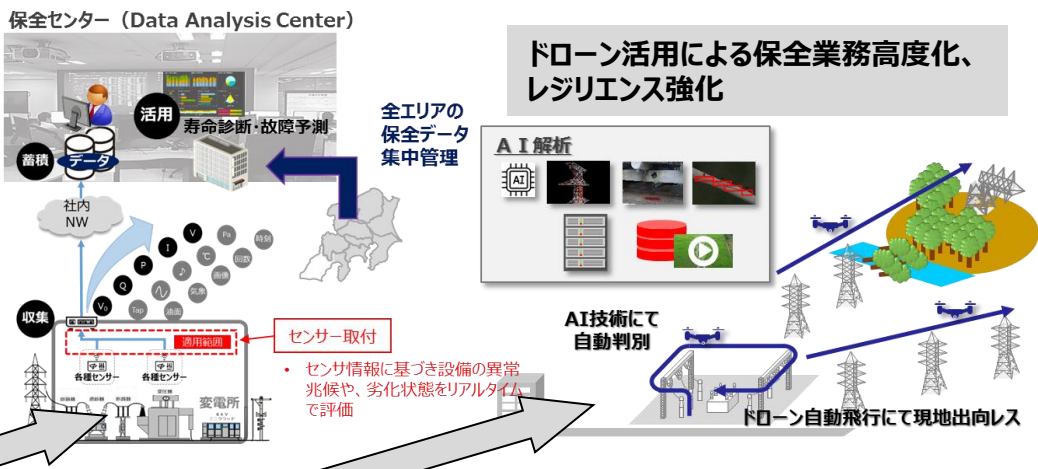 保全センター（Data Analysis Center）
活用
寿命診断・故障予測
蓄積
データ
全エリアの
保全データ
集中管理
社内
NW
V
Pa
時刻
I
℃
回数
P
♪
画像
Q
気象
V₀
Tap
油面
収集
適用範囲
各種センサー
各種センサー
変電所
センサー取付
• センサ情報に基づき設備の異常
兆候や、劣化状態をリアルタイム
で評価
ドローン活用による保全業務高度化、
レジリエンス強化
ＡＩ解析
AI
AI技術にて
自動判別
ドローン自動飛行にて現地出向レス